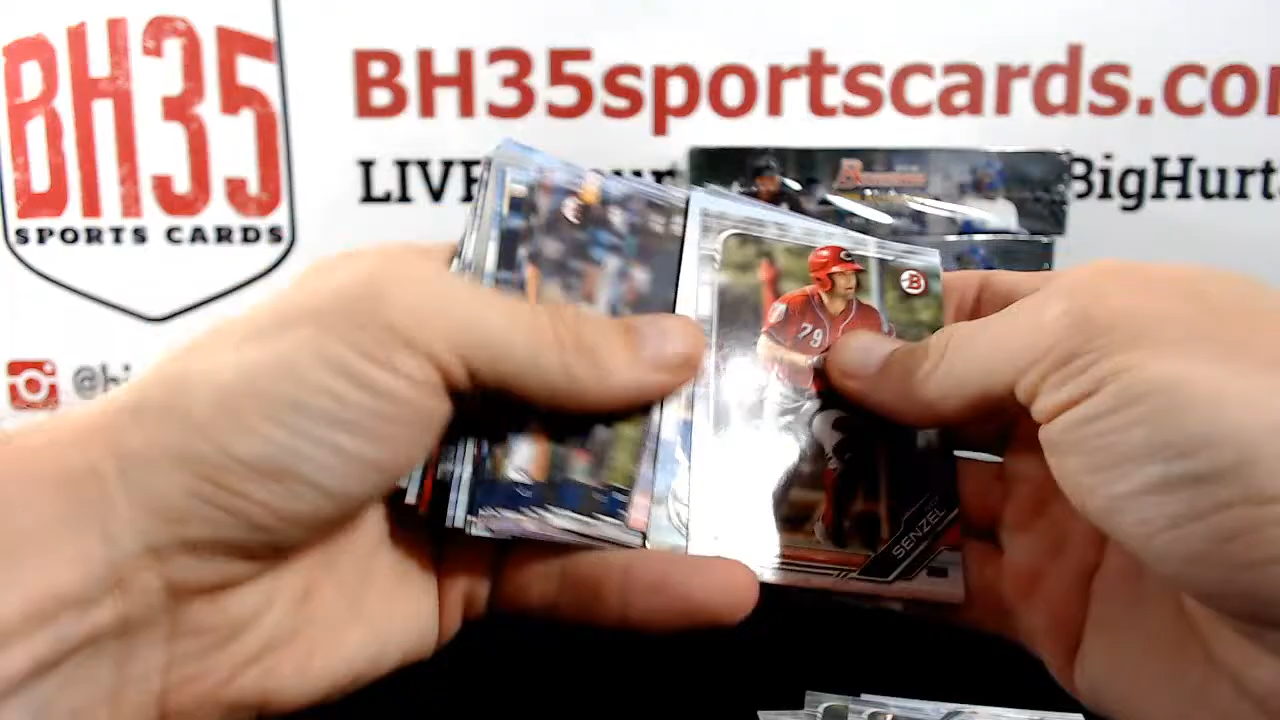 BH35
SPORTS CARDS
BH35sportscards.co
LIV
BigHurt
@
79
B
SENZEL